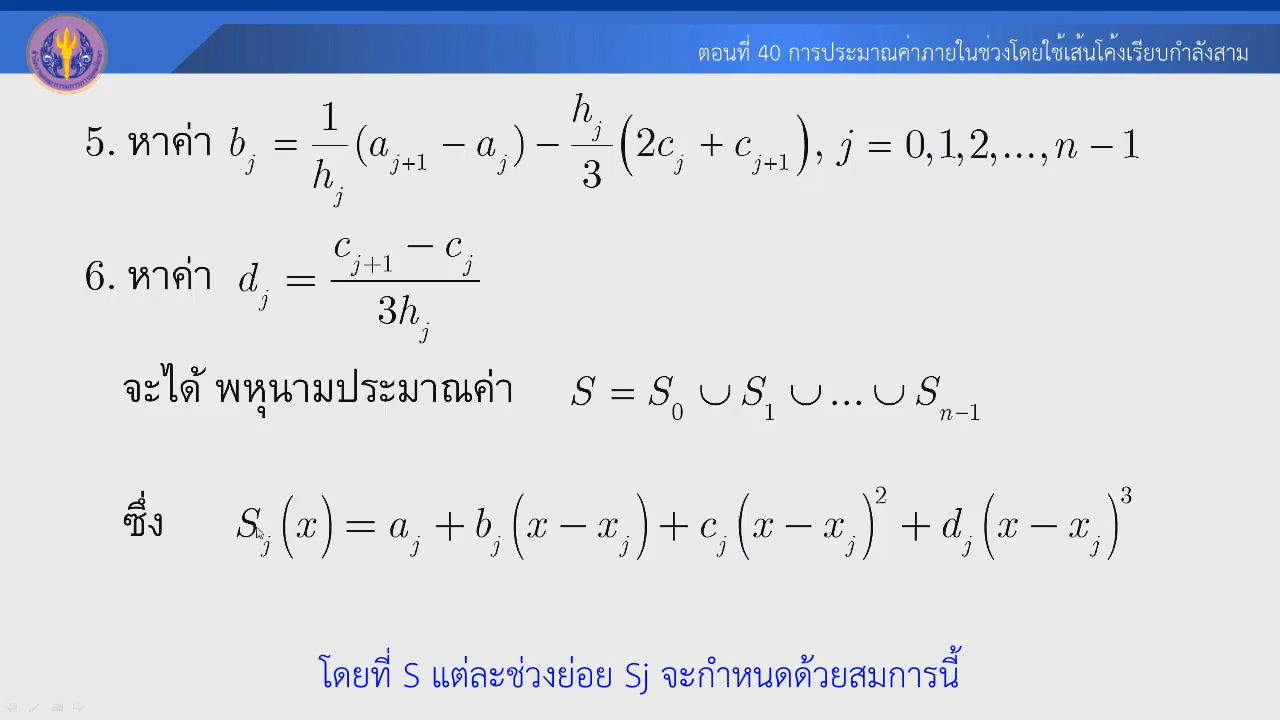 ตอนที่ 40 การประมาณค่าภายในช่วงโดยใช้เส้นโค้งเรียบกำลังสาม
5. หาค่า b_j = 1/h_j (a_{j+1} − a_j) − h_j/3 (2c_j + c_{j+1}), j = 0,1,2,...,n − 1
6. หาค่า d_j = (c_{j+1} − c_j)/(3h_j)
จะได้ พหุนามประมาณค่า S = S_0 ∪ S_1 ∪ ... ∪ S_{n−1}
ซึ่ง S_j(x) = a_j + b_j(x − x_j) + c_j(x − x_j)^2 + d_j(x − x_j)^3
โดยที่ S แต่ละช่วงย่อย Sj จะกำหนดด้วยสมการนี้